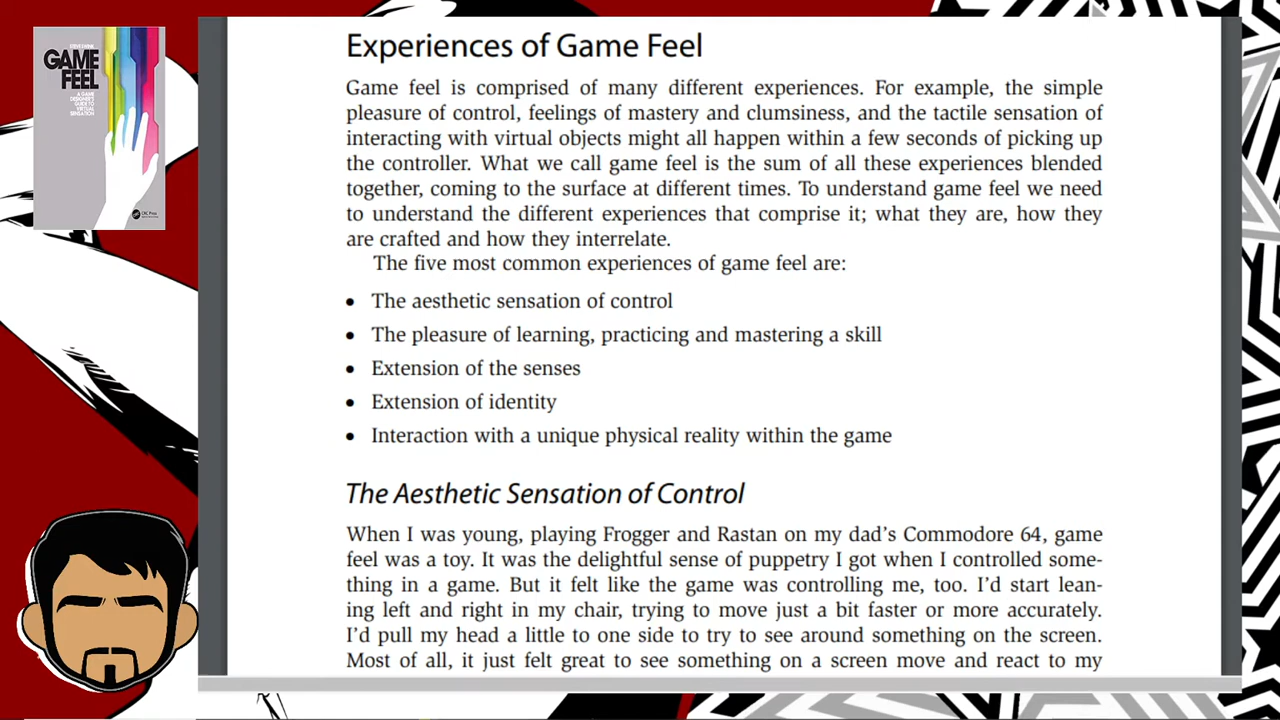 STEVE SWINK
GAME
FEEL
A GAME
DESIGNER'S
GUIDE TO
VIRTUAL
SENSATION
CRC Press
Experiences of Game Feel
Game feel is comprised of many different experiences. For example, the simple
pleasure of control, feelings of mastery and clumsiness, and the tactile sensation of
interacting with virtual objects might all happen within a few seconds of picking up
the controller. What we call game feel is the sum of all these experiences blended
together, coming to the surface at different times. To understand game feel we need
to understand the different experiences that comprise it; what they are, how they
are crafted and how they interrelate.
The five most common experiences of game feel are:
• The aesthetic sensation of control
• The pleasure of learning, practicing and mastering a skill
• Extension of the senses
• Extension of identity
• Interaction with a unique physical reality within the game
The Aesthetic Sensation of Control
When I was young, playing Frogger and Rastan on my dad's Commodore 64, game
feel was a toy. It was the delightful sense of puppetry I got when I controlled some-
thing in a game. But it felt like the game was controlling me, too. I'd start lean-
ing left and right in my chair, trying to move just a bit faster or more accurately.
I'd pull my head a little to one side to try to see around something on the screen.
Most of all, it just felt great to see something on a screen move and react to my